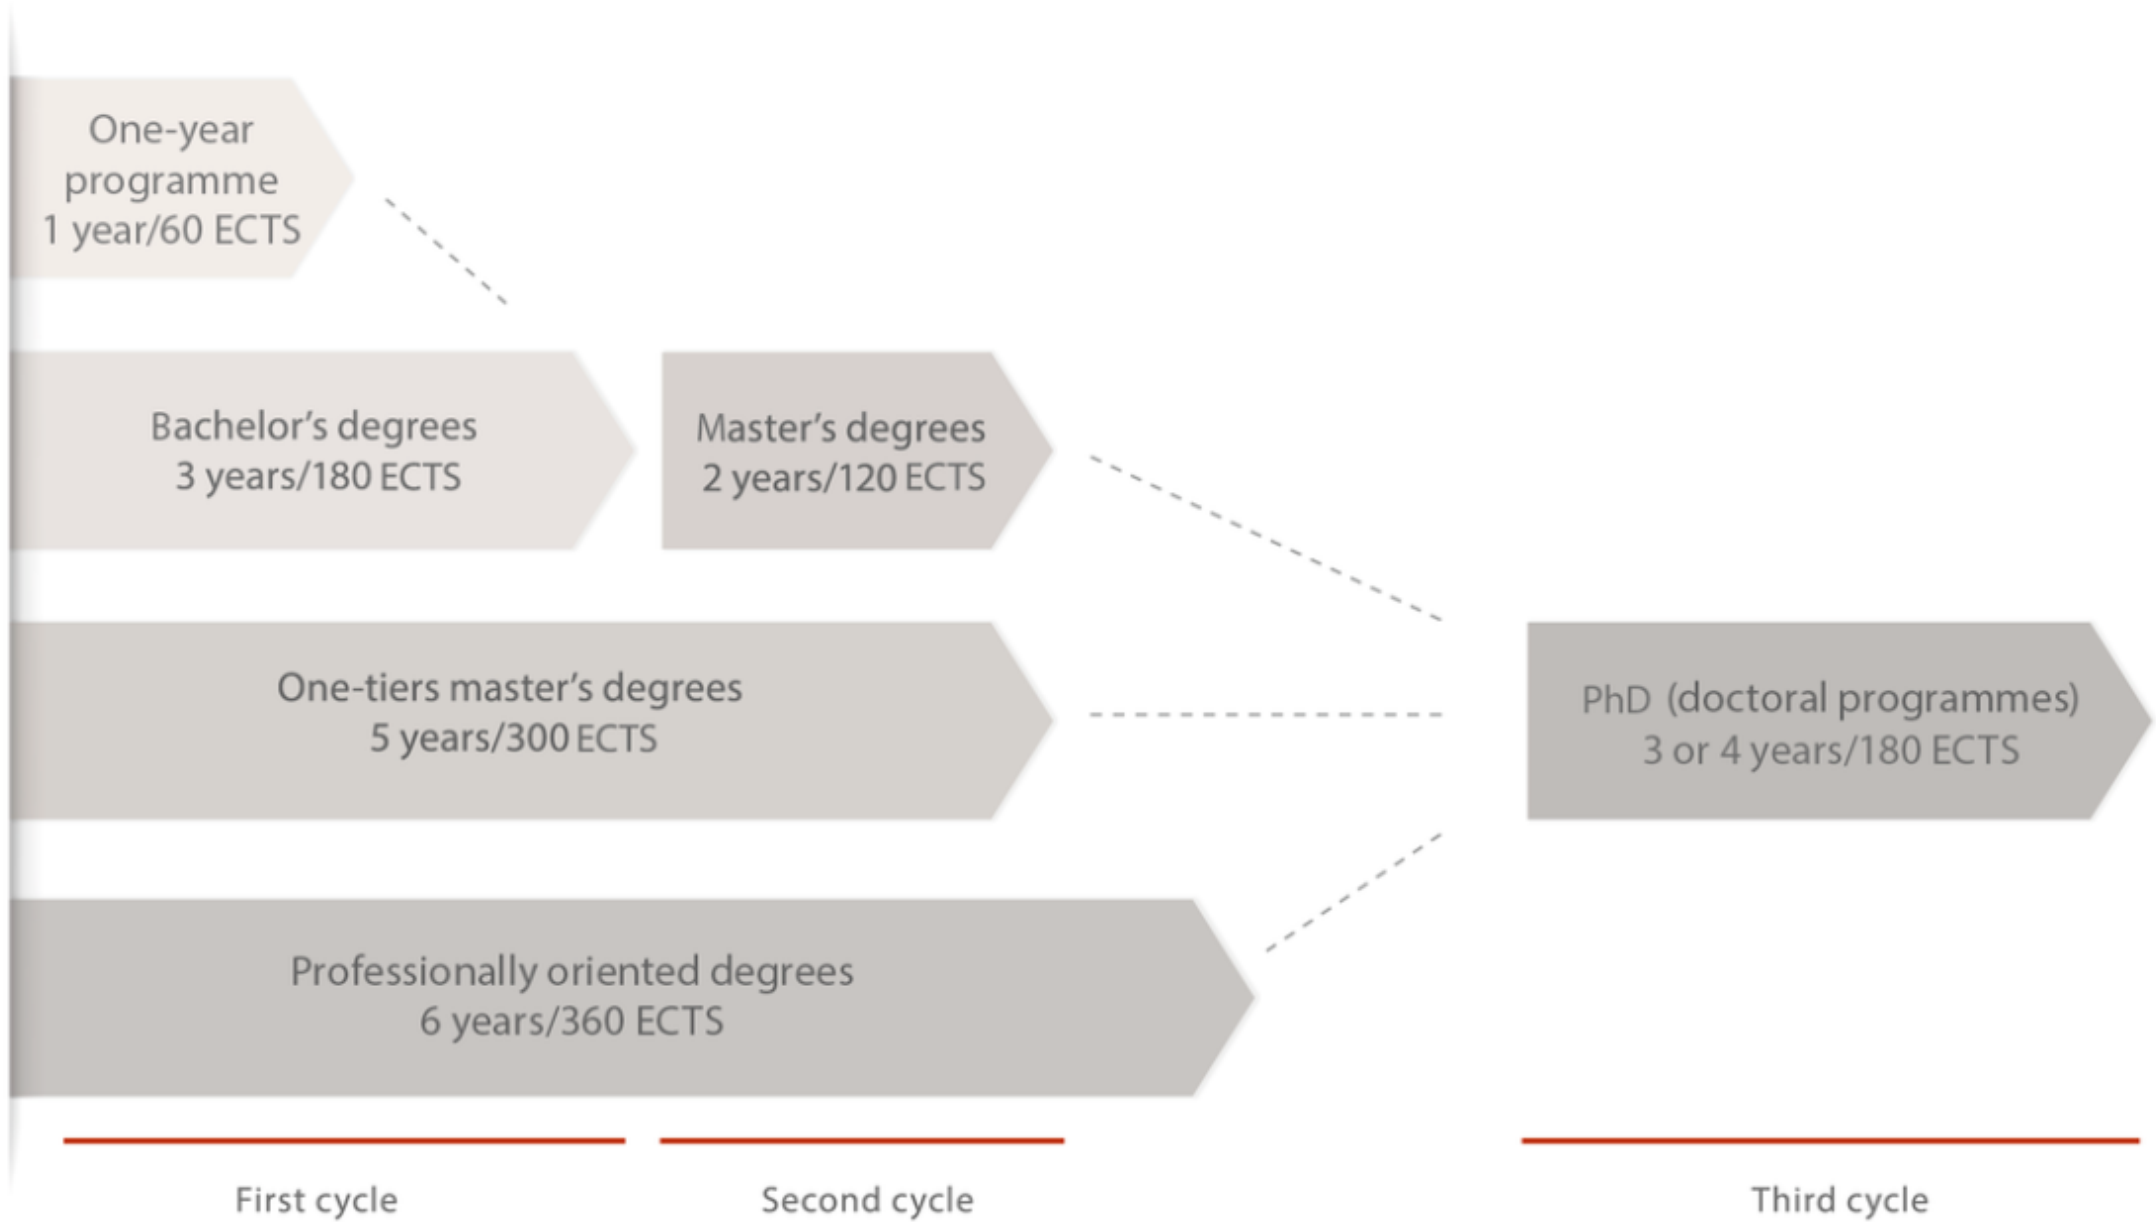 One-year
programme
1 year/60 ECTS
Bachelor's degrees
3 years/180 ECTS
Master's degrees
2 years/120 ECTS
One-tiers master's degrees
5 years/300 ECTS
PhD (doctoral programmes)
3 or 4 years/180 ECTS
Professionally oriented degrees
6 years/360 ECTS
First cycle
Second cycle
Third cycle